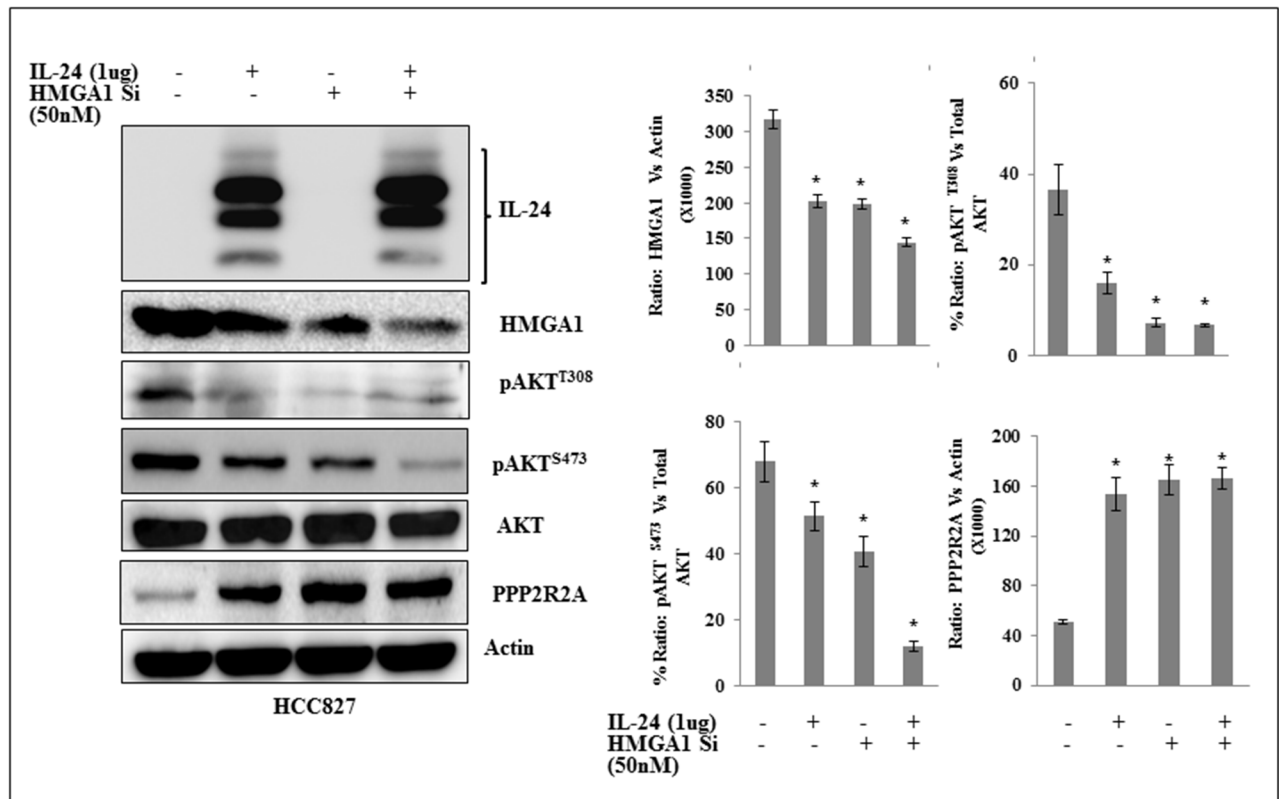 IL-24 (1ug) - + - +
HMGA1 Si - - + +
(50nM)
IL-24
HMGA1
pAKT^T308
pAKT^S473
AKT
PPP2R2A
Actin
HCC827
Ratio: HMGA1 Vs Actin
(X1000)
350
300
250
200
150
100
50
0
* * *
% Ratio: pAKT ^T308 Vs Total
AKT
60
40
20
0
* * *
% Ratio: pAKT ^S473 Vs Total
AKT
80
60
40
20
0
* * *
Ratio: PPP2R2A Vs Actin
(X1000)
200
160
120
80
40
0
* * *
IL-24 (1ug) - + - + - + - +
HMGA1 Si - - + + - - + +
(50nM)